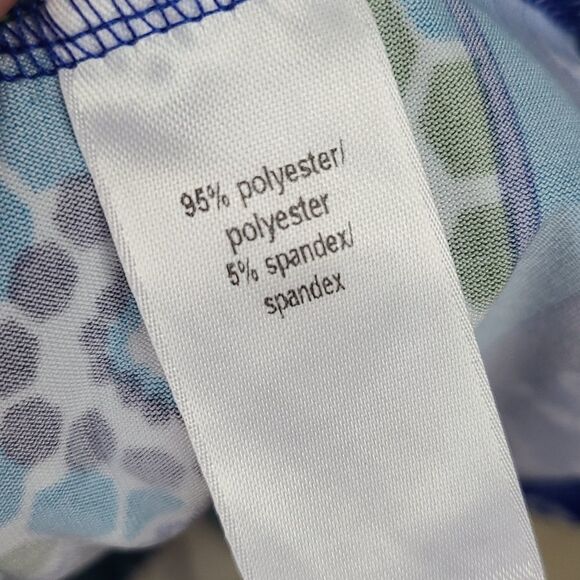 95% polyester/
polyester
5% spandex/
spandex